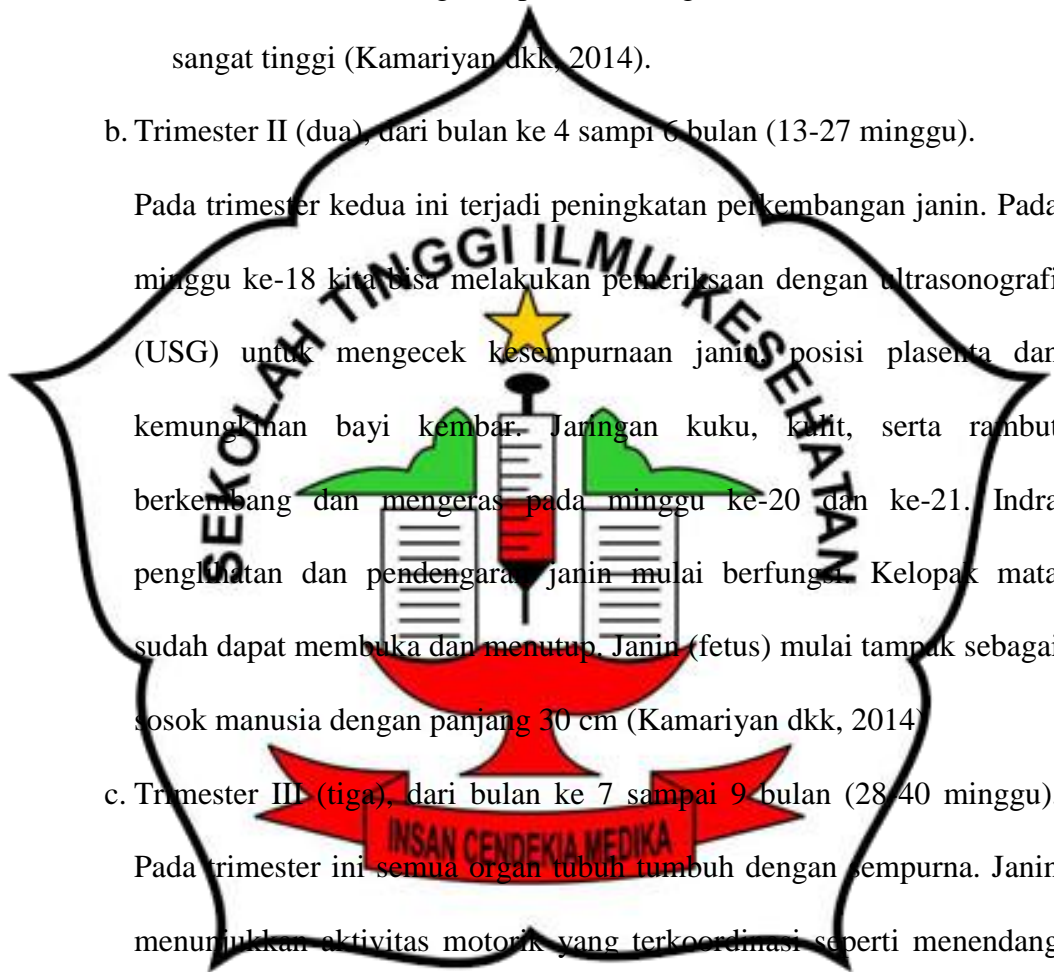 sangat tinggi (Kamariyan dkk, 2014).
b. Trimester II (dua), dari bulan ke 4 sampi 6 bulan (13-27 minggu).
Pada trimester kedua ini terjadi peningkatan perkembangan janin. Pada
minggu ke-18 kita bisa melakukan pemeriksaan dengan ultrasonografi
(USG) untuk mengecek kesempurnaan janin, posisi plasenta dan
kemungkinan bayi kembar. Jaringan kuku, kulit, serta rambut
berkembang dan mengeras pada minggu ke-20 dan ke-21. Indra
penglihatan dan pendengaran janin mulai berfungsi. Kelopak mata
sudah dapat membuka dan menutup. Janin (fetus) mulai tampak sebagai
sosok manusia dengan panjang 30 cm (Kamariyan dkk, 2014)
c. Trimester III (tiga), dari bulan ke 7 sampai 9 bulan (28-40 minggu)
Pada trimester ini semua organ tubuh tumbuh dengan sempurna. Janin
menunjukkan aktivitas motorik yang terkoordinasi seperti menendang
SEKOLAH TINGGI ILMU KESEHATAN
INSAN CENDEKIA MEDIKA